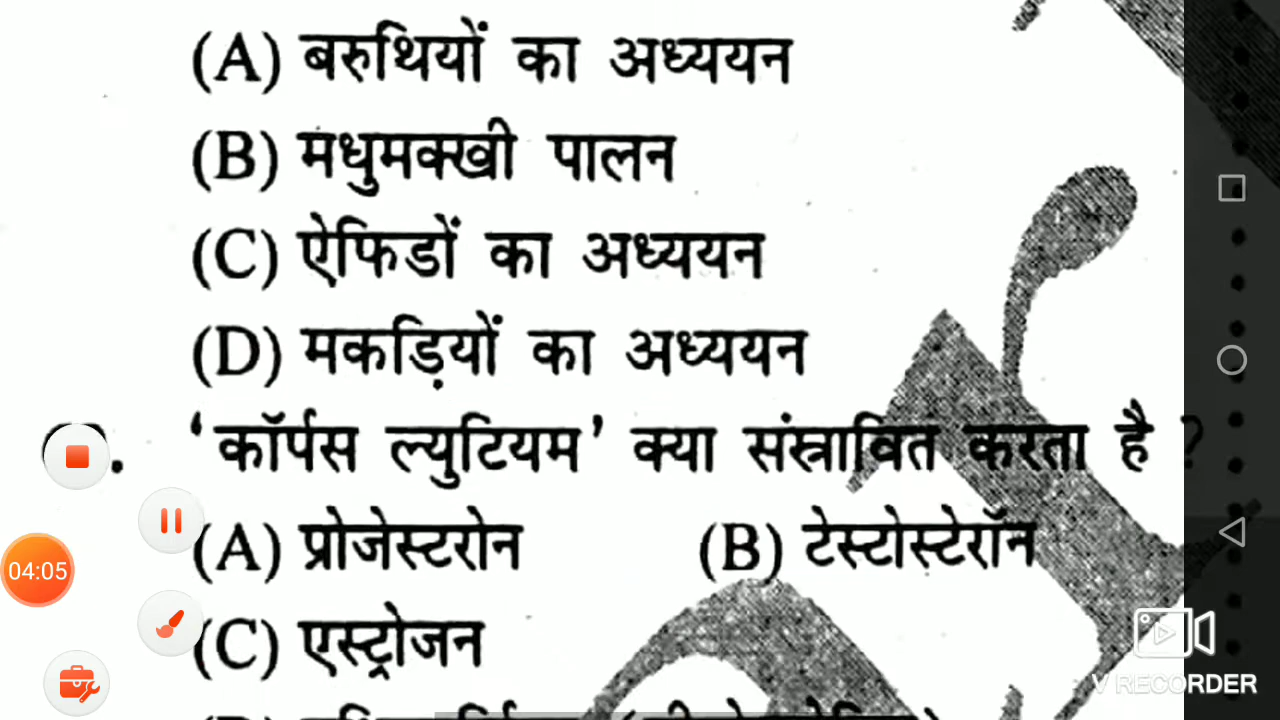 (A) बरुथियों का अध्ययन
(B) मधुमक्खी पालन
(C) ऐफिडों का अध्ययन
(D) मकड़ियों का अध्ययन
'कॉर्पस ल्युटियम' क्या संस्रावित करता है ?
(A) प्रोजेस्टरोन (B) टेस्टोस्टेरॉन
(C) एस्ट्रोजन
04:05
V RECORDER